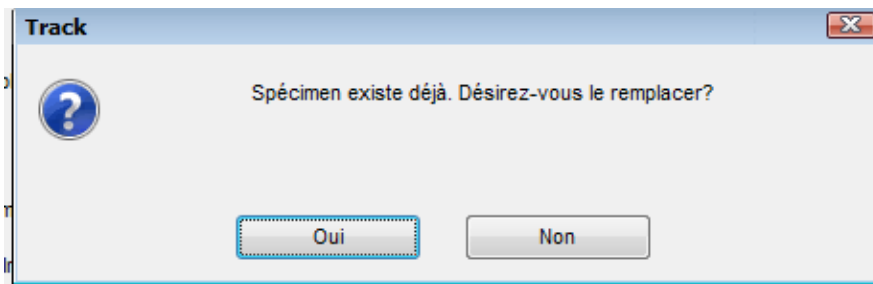 Track
Spécimen existe déjà. Désirez-vous le remplacer?
Oui
Non